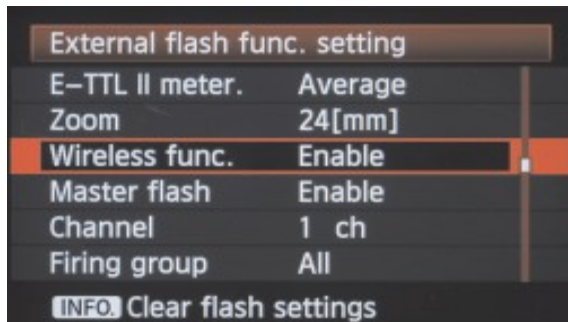 External flash func. setting
E-TTL II meter. Average
Zoom 24[mm]
Wireless func. Enable
Master flash Enable
Channel 1 ch
Firing group All
INFO. Clear flash settings